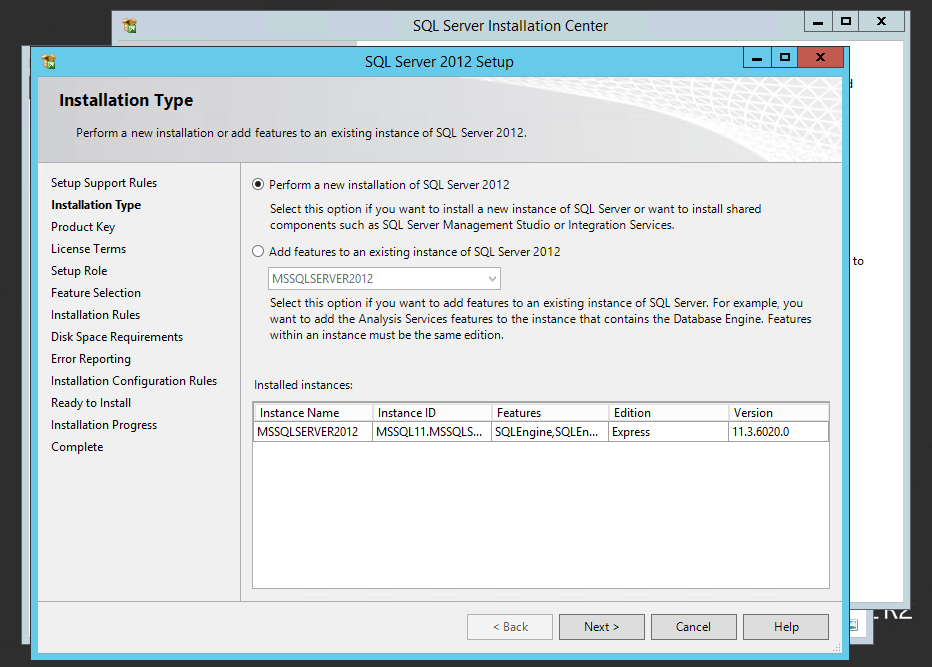 SQL Server Installation Center
SQL Server 2012 Setup
Installation Type
Perform a new installation or add features to an existing instance of SQL Server 2012.
Setup Support Rules
Installation Type
Product Key
License Terms
Setup Role
Feature Selection
Installation Rules
Disk Space Requirements
Error Reporting
Installation Configuration Rules
Ready to Install
Installation Progress
Complete
Perform a new installation of SQL Server 2012
Select this option if you want to install a new instance of SQL Server or want to install shared
components such as SQL Server Management Studio or Integration Services.
Add features to an existing instance of SQL Server 2012
MSSQLSERVER2012
Select this option if you want to add features to an existing instance of SQL Server. For example, you
want to add the Analysis Services features to the instance that contains the Database Engine. Features
within an instance must be the same edition.
Installed instances:
Instance Name Instance ID Features Edition Version
MSSQLSERVER2012 MSSQL11.MSSQLS... SQLEngine,SQLEn... Express 11.3.6020.0
to
< Back Next > Cancel Help